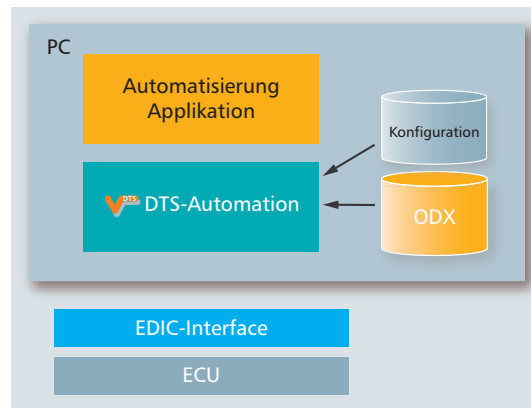 PC
Automatisierung
Applikation
Konfiguration
DTS DTS-Automation
ODX
EDIC-Interface
ECU